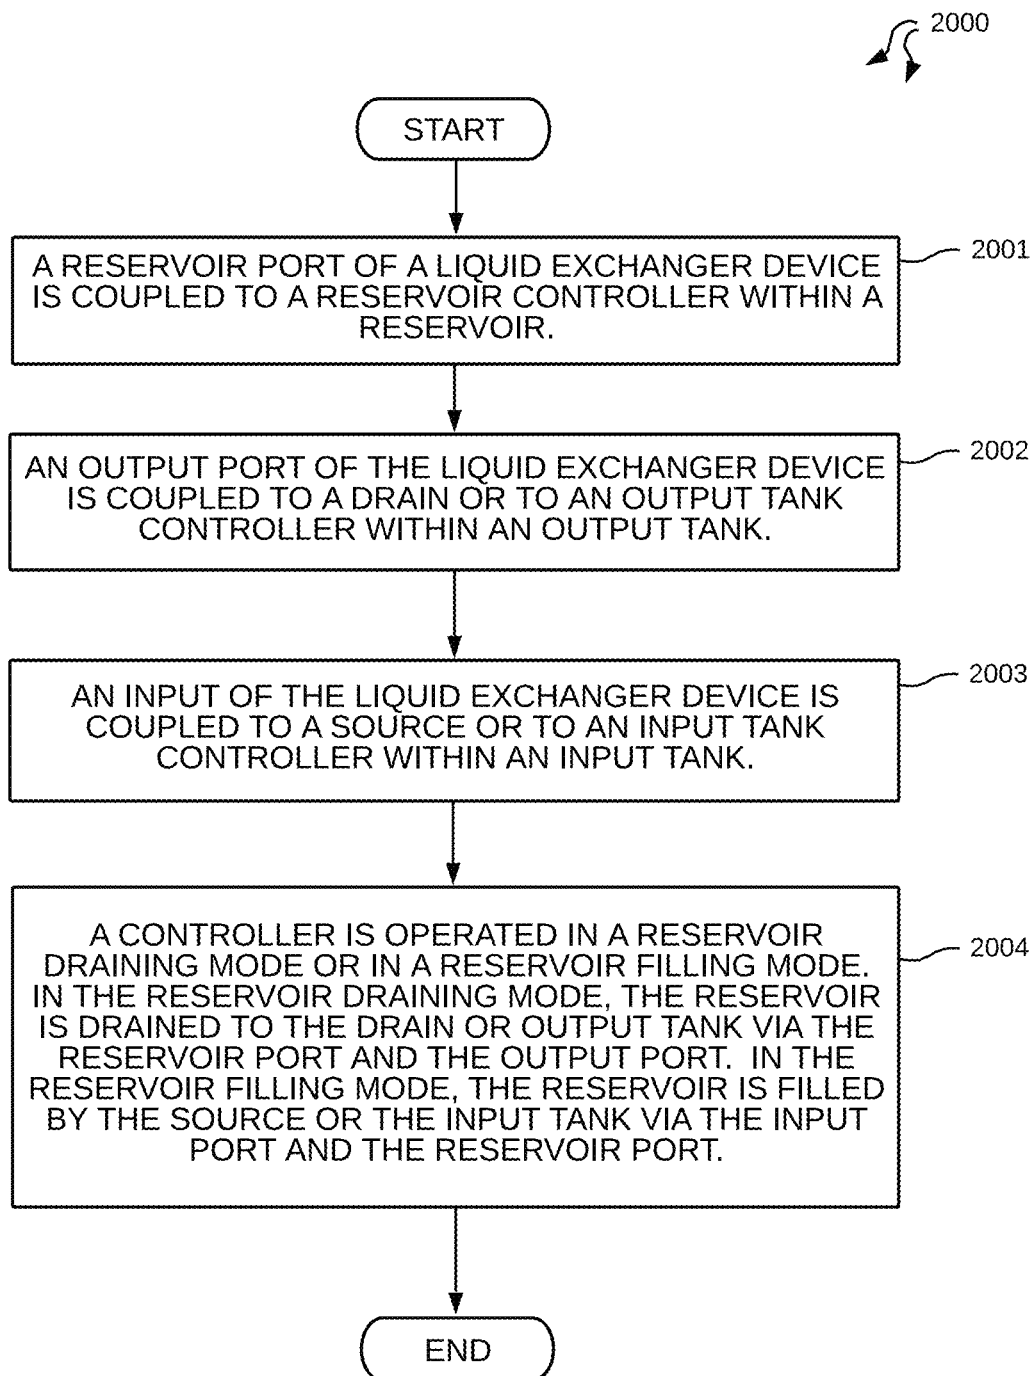 2000
START
A RESERVOIR PORT OF A LIQUID EXCHANGER DEVICE
IS COUPLED TO A RESERVOIR CONTROLLER WITHIN A
RESERVOIR.
2001
AN OUTPUT PORT OF THE LIQUID EXCHANGER DEVICE
IS COUPLED TO A DRAIN OR TO AN OUTPUT TANK
CONTROLLER WITHIN AN OUTPUT TANK.
2002
AN INPUT OF THE LIQUID EXCHANGER DEVICE IS
COUPLED TO A SOURCE OR TO AN INPUT TANK
CONTROLLER WITHIN AN INPUT TANK.
2003
A CONTROLLER IS OPERATED IN A RESERVOIR
DRAINING MODE OR IN A RESERVOIR FILLING MODE.
IN THE RESERVOIR DRAINING MODE, THE RESERVOIR
IS DRAINED TO THE DRAIN OR OUTPUT TANK VIA THE
RESERVOIR PORT AND THE OUTPUT PORT. IN THE
RESERVOIR FILLING MODE, THE RESERVOIR IS FILLED
BY THE SOURCE OR THE INPUT TANK VIA THE INPUT
PORT AND THE RESERVOIR PORT.
2004
END